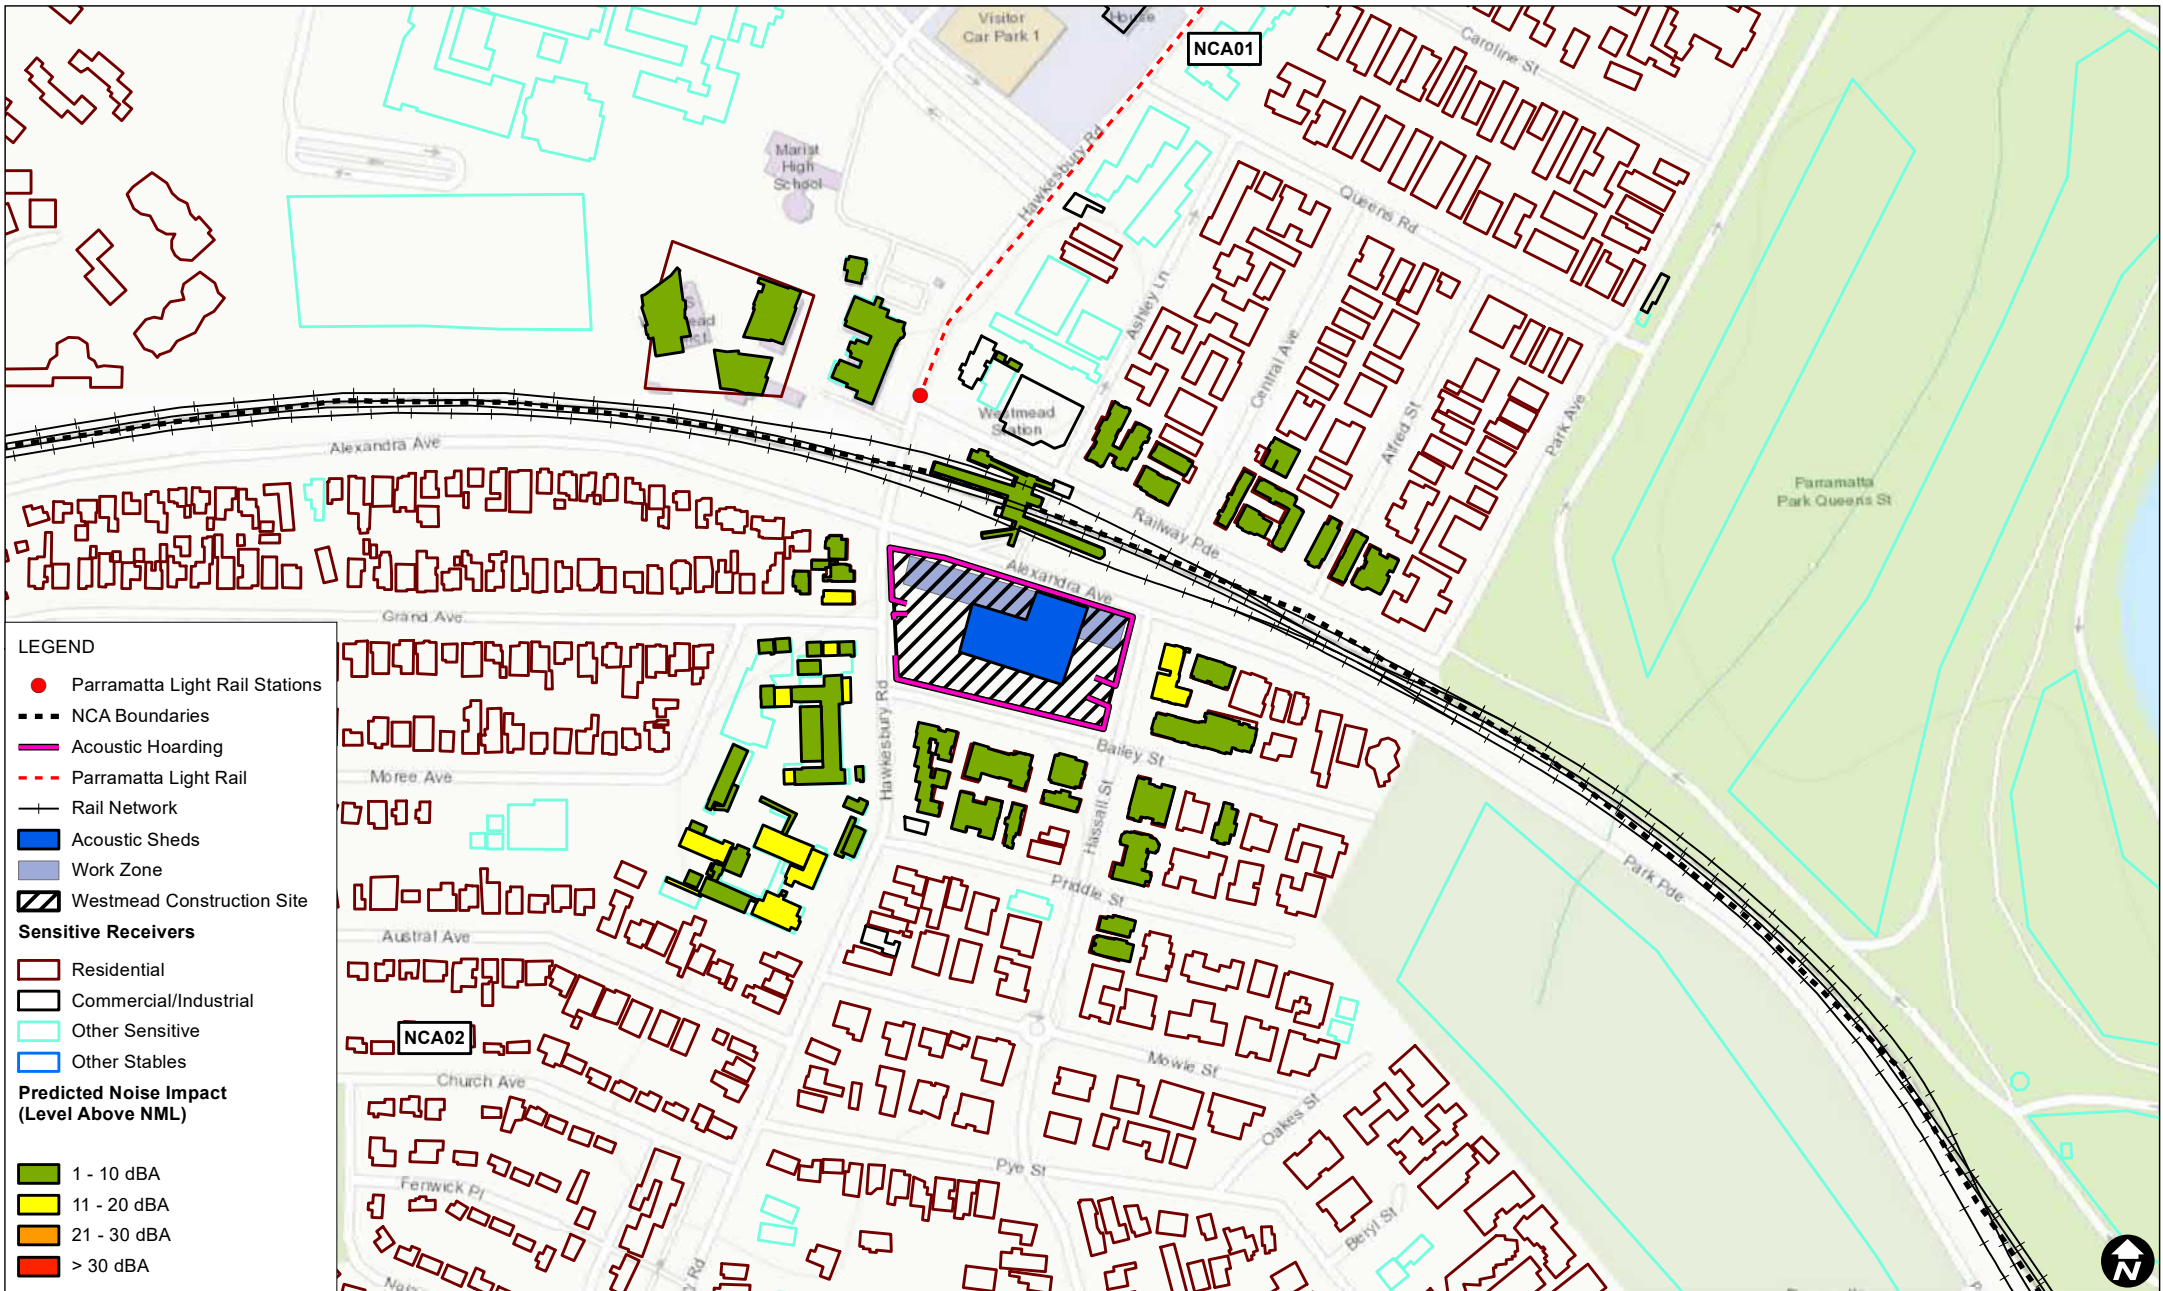 Visitor
Car Park 1
House
NCA01
Caroline St
Marist
High
School
Hawkesbury Rd
Queens Rd
Ashley Ln
Central Ave
Alfred St
Park Ave
Westmead
Station
Parramatta
Park Queens St
Alexandra Ave
Railway Pde
Alexandra Ave
Grand Ave
Hawkesbury Rd
Bailey St
Hassall St
Moree Ave
Priddle St
Park Pde
Austral Ave
NCA02
Church Ave
Mowle St
Oakes St
Pye St
Fenwick Pl
Beryl St
LEGEND
Parramatta Light Rail Stations
NCA Boundaries
Acoustic Hoarding
Parramatta Light Rail
Rail Network
Acoustic Sheds
Work Zone
Westmead Construction Site
Sensitive Receivers
Residential
Commercial/Industrial
Other Sensitive
Other Stables
Predicted Noise Impact
(Level Above NML)
1 - 10 dBA
11 - 20 dBA
21 - 30 dBA
> 30 dBA
N